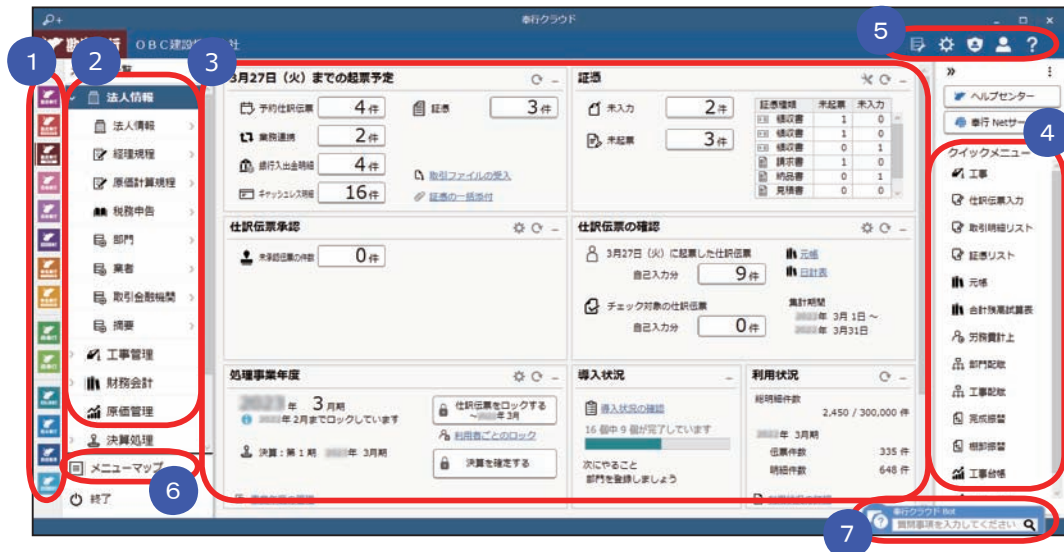 奉行クラウド
OBC建設
社
1
2
3
5
4
6
7
法人情報
法人情報
経理規程
原価計算規程
税務申告
部門
業者
取引金融機関
摘要
工事管理
財務会計
原価管理
決算処理
メニューマップ
終了
3月27日（火）までの起票予定
予約仕訳伝票 4件
業務連携 2件
銀行入出金明細 4件
キャッシュレス明細 16件
証憑 3件
取引ファイルの受入
証憑の一括添付
証憑
未入力 2件
未起票 3件
証憑種類 未起票 未入力
領収書 1 0
領収書 1 0
領収書 0 1
請求書 1 0
納品書 0 1
見積書 0 0
仕訳伝票承認
未承認伝票の件数 0件
仕訳伝票の確認
3月27日（火）に起票した仕訳伝票
自己入力分 9件
チェック対象の仕訳伝票
自己入力分 0件
元帳
日計表
集計期間
年 3月 1日～
年 3月31日
処理事業年度
年 3月期
年2月までロックしています
決算：第1期 年 3月期
仕訳伝票をロックする
～ 年3月
利用者ごとのロック
決算を確定する
導入状況
導入状況の確認
16 個中 9 個が完了しています
次にやること
部門を登録しましょう
利用状況
総明細件数
2,450 / 300,000 件
年 3月期
伝票件数 335 件
明細件数 648 件
»
ヘルプセンター
奉行 Netサー
クイックメニュー
工事
仕訳伝票入力
取引明細リスト
証憑リスト
元帳
合計残高試算表
労務費計上
部門配賦
工事配賦
完成振替
棚卸振替
工事台帳
奉行クラウド Bot
質問事項を入力してください